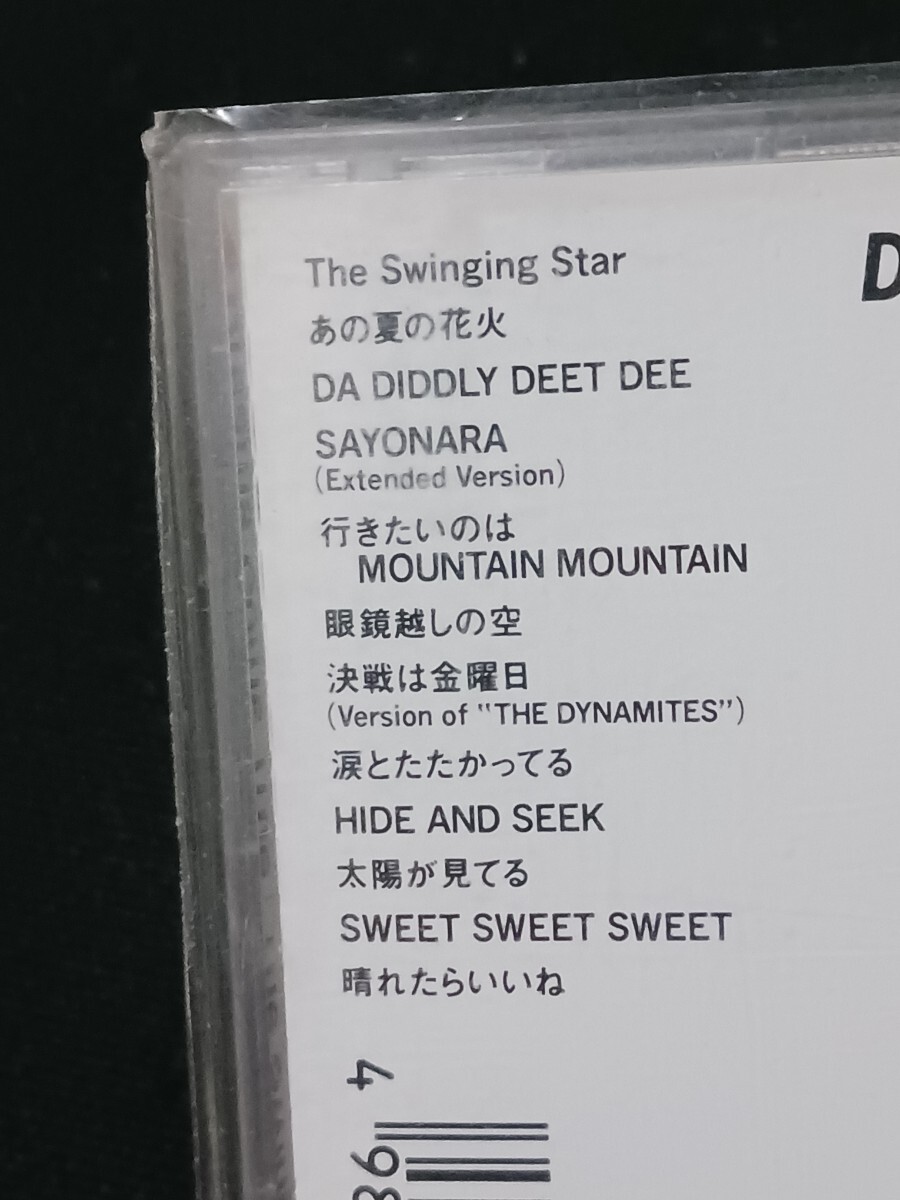 The Swinging Star
あの夏の花火
DA DIDDLY DEET DEE
SAYONARA
(Extended Version)
行きたいのは
MOUNTAIN MOUNTAIN
眼鏡越しの空
決戦は金曜日
(Version of "THE DYNAMITES")
涙とたたかってる
HIDE AND SEEK
太陽が見てる
SWEET SWEET SWEET
晴れたらいいね
D
4
98